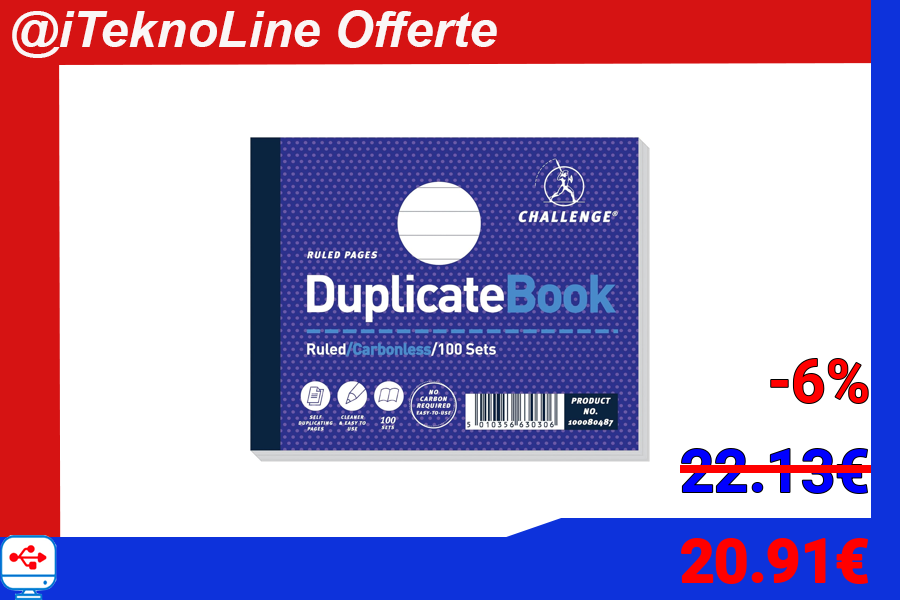 @iTeknoLine Offerte
CHALLENGE®
RULED PAGES
DuplicateBook
Ruled/Carbonless/100 Sets
SELF
DUPLICATING
PAGES
CLEANER
& EASY TO
USE
100
SETS
NO
CARBON
REQUIRED
EASY-TO-USE
5 010356 630306
PRODUCT
NO.
100080487
-6%
22.13€
20.91€